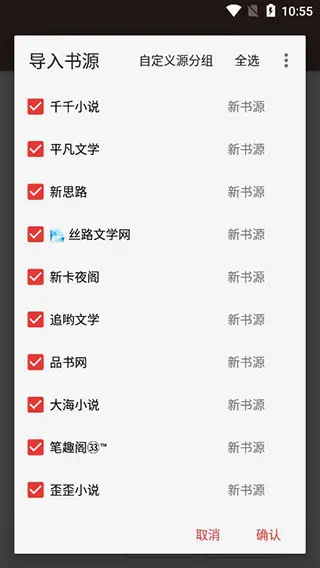 10:55
导入书源 自定义源分组 全选
千千小说 新书源
平凡文学 新书源
新思路 新书源
丝路文学网 新书源
新卡夜阁 新书源
追哟文学 新书源
品书网 新书源
大海小说 新书源
笔趣阁㉝™ 新书源
歪歪小说 新书源
取消 确认